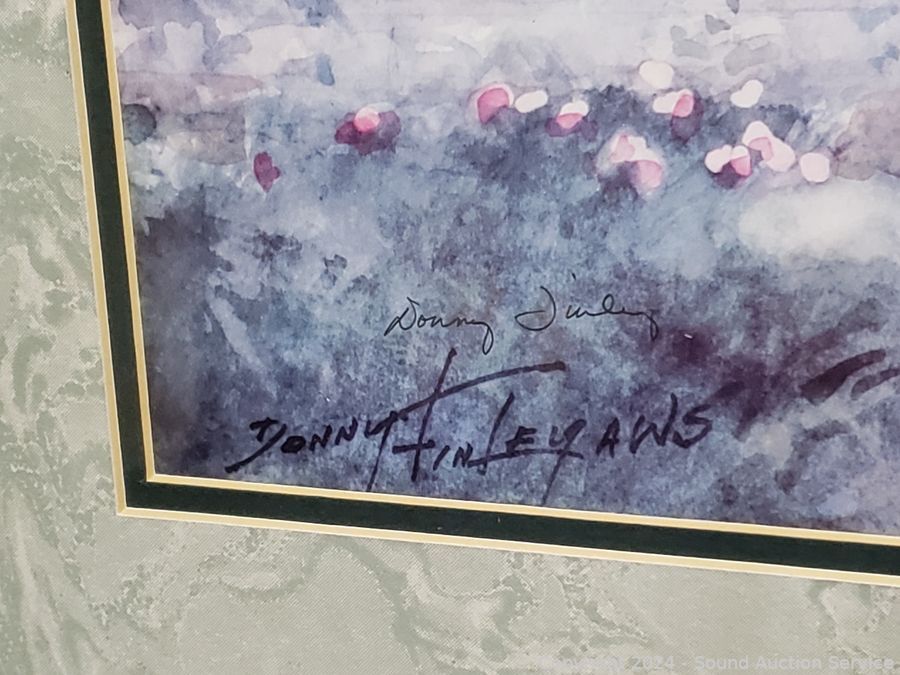 Donny Finley
DONNY FINLEY AWS
Copyright 2024 - Sound Auction Service